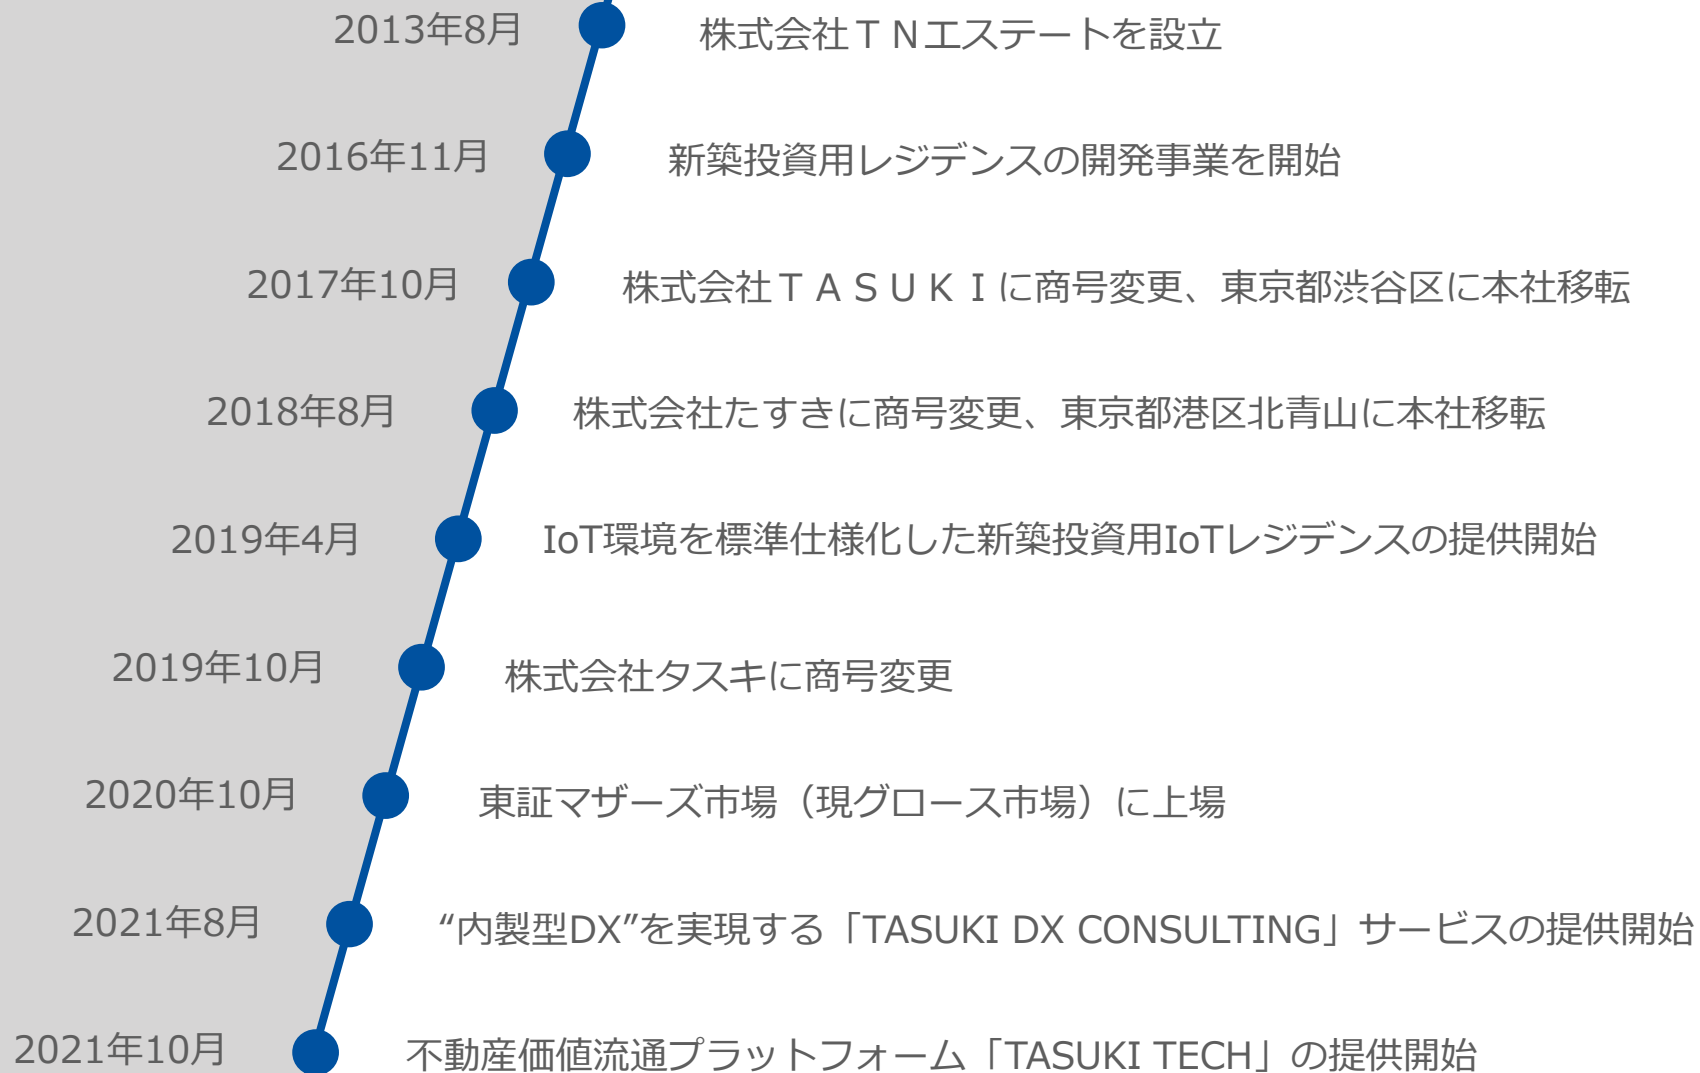 2013年8月 株式会社ＴＮエステートを設立
2016年11月 新築投資用レジデンスの開発事業を開始
2017年10月 株式会社ＴＡＳＵＫＩに商号変更、東京都渋谷区に本社移転
2018年8月 株式会社たすきに商号変更、東京都港区北青山に本社移転
2019年4月 IoT環境を標準仕様化した新築投資用IoTレジデンスの提供開始
2019年10月 株式会社タスキに商号変更
2020年10月 東証マザーズ市場（現グロース市場）に上場
2021年8月 “内製型DX”を実現する「TASUKI DX CONSULTING」サービスの提供開始
2021年10月 不動産価値流通プラットフォーム「TASUKI TECH」の提供開始